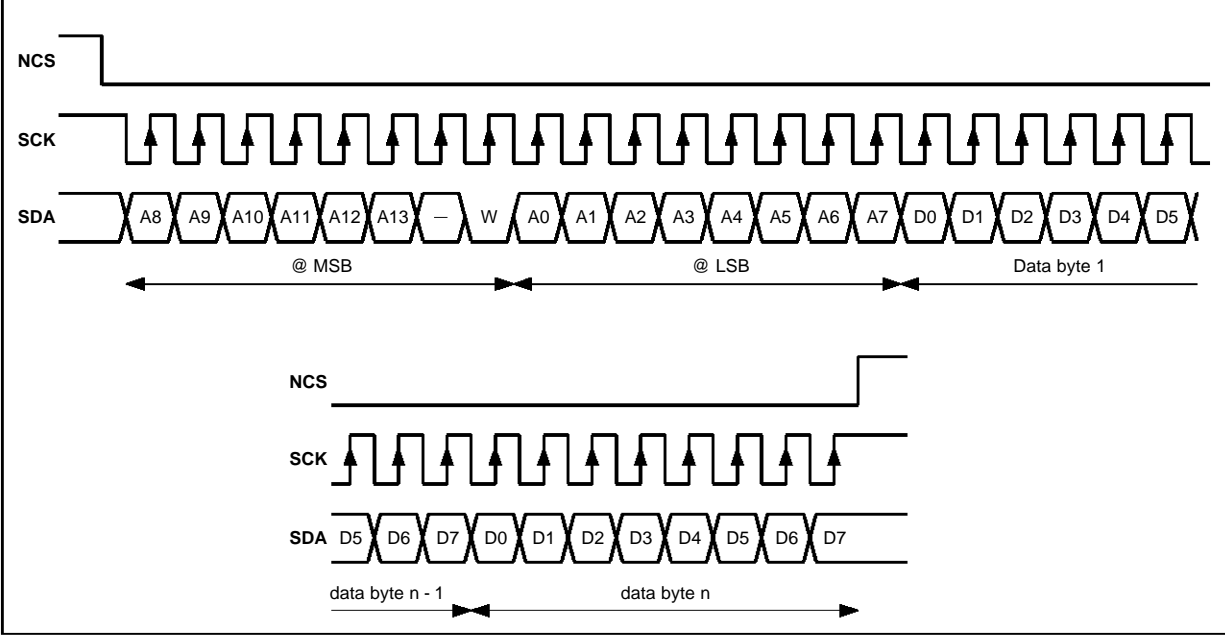 NCS
SCK
SDA A8 A9 A10 A11 A12 A13 — W A0 A1 A2 A3 A4 A5 A6 A7 D0 D1 D2 D3 D4 D5
@ MSB @ LSB Data byte 1
NCS
SCK
SDA D5 D6 D7 D0 D1 D2 D3 D4 D5 D6 D7
data byte n - 1 data byte n